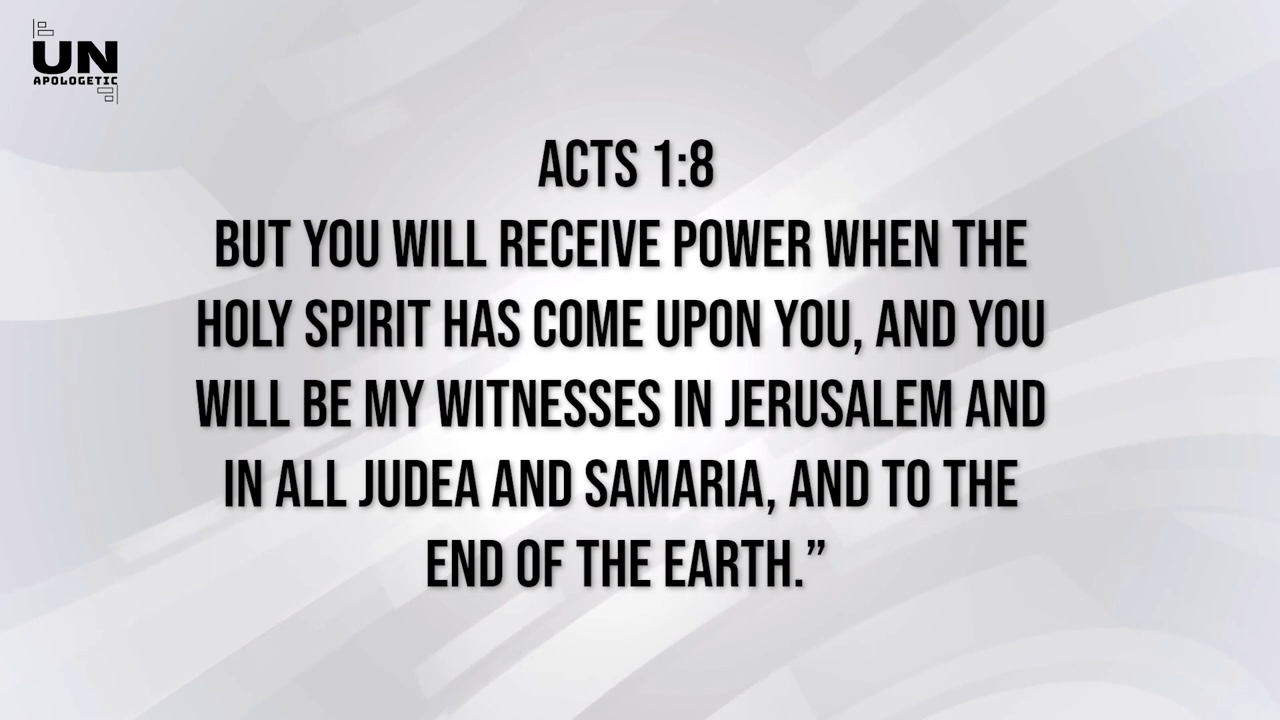 UN
APOLOGETIC
ACTS 1:8
BUT YOU WILL RECEIVE POWER WHEN THE
HOLY SPIRIT HAS COME UPON YOU, AND YOU
WILL BE MY WITNESSES IN JERUSALEM AND
IN ALL JUDEA AND SAMARIA, AND TO THE
END OF THE EARTH.”